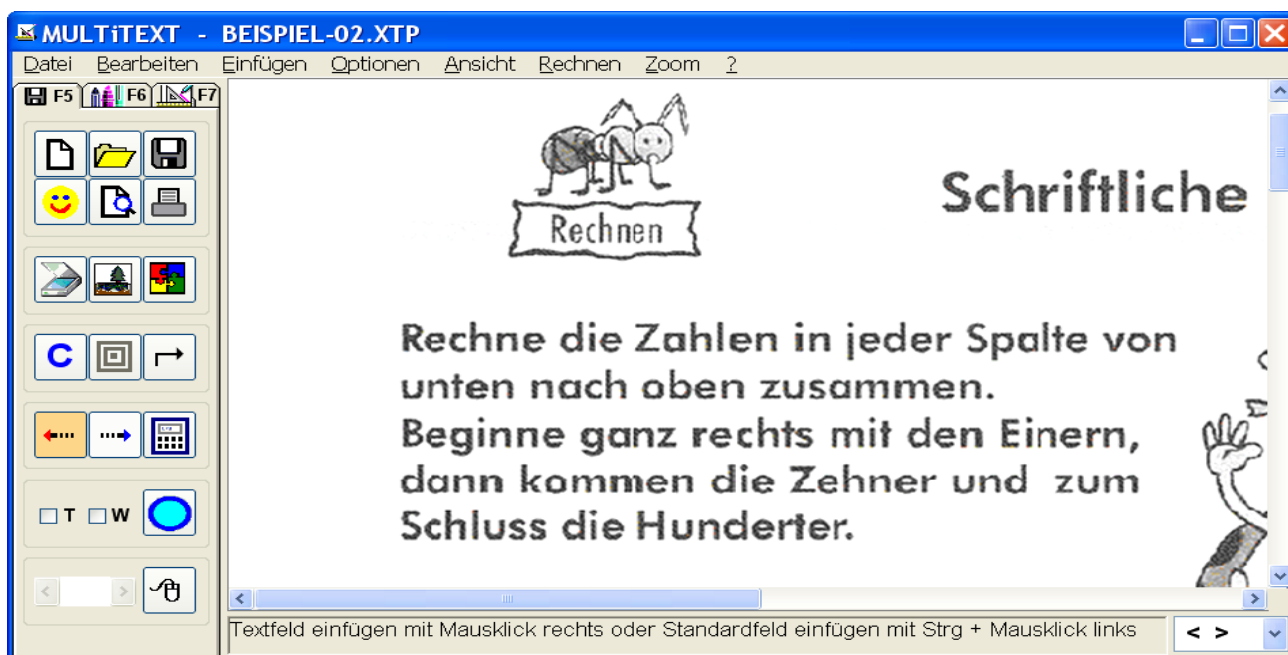 MULTiTEXT - BEISPIEL-02.XTP
Datei Bearbeiten Einfügen Optionen Ansicht Rechnen Zoom ?
F5 F6 F7
Rechnen
Schriftliche
Rechne die Zahlen in jeder Spalte von
unten nach oben zusammen.
Beginne ganz rechts mit den Einern,
dann kommen die Zehner und zum
Schluss die Hunderter.
C
T W
Textfeld einfügen mit Mausklick rechts oder Standardfeld einfügen mit Strg + Mausklick links
< >